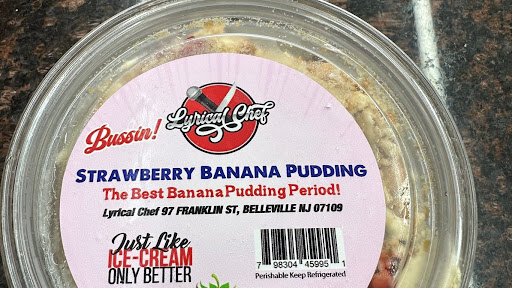 Bussin!
Lyrical Chef
STRAWBERRY BANANA PUDDING
The Best Banana Pudding Period!
Lyrical Chef 97 FRANKLIN ST, BELLEVILLE NJ 07109
Just Like
ICE-CREAM
ONLY BETTER
7 98304 45995 1
Perishable Keep Refrigerated